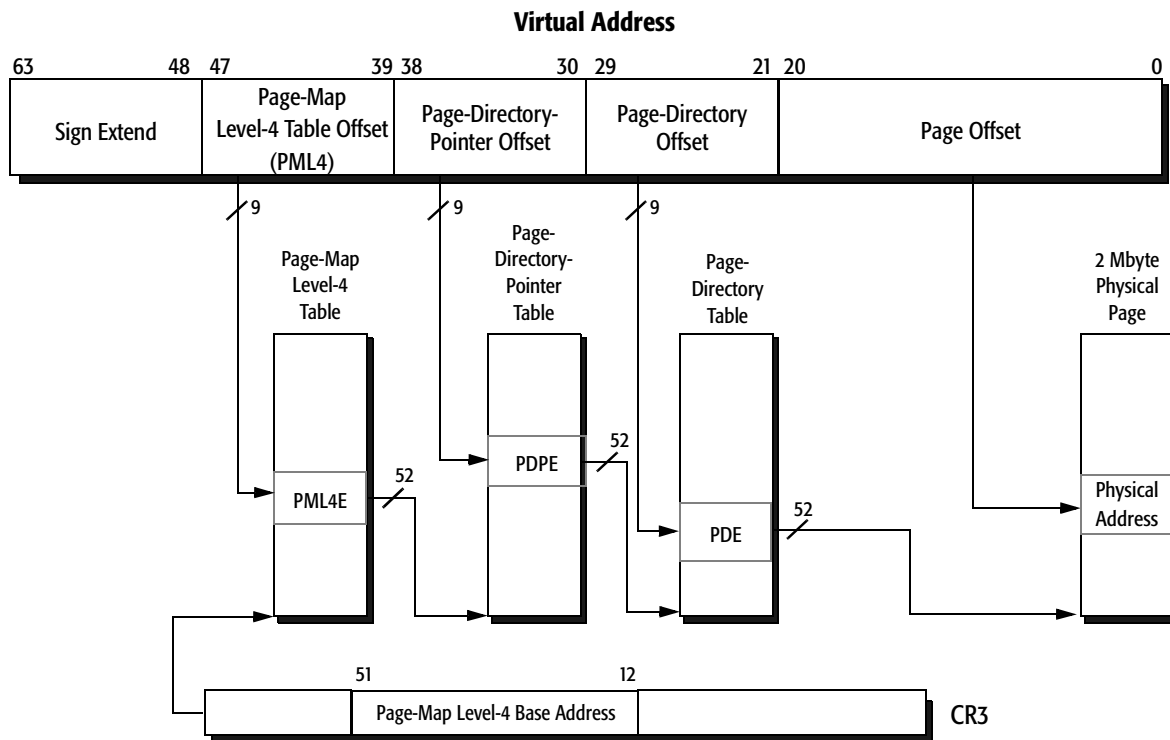 Virtual Address
63 48 47 39 38 30 29 21 20 0
Sign Extend
Page-Map
Level-4 Table Offset
(PML4)
Page-Directory-
Pointer Offset
Page-Directory
Offset
Page Offset
9
9
9
Page-Map
Level-4
Table
Page-
Directory-
Pointer
Table
Page-
Directory
Table
2 Mbyte
Physical
Page
PML4E
52
PDPE
52
PDE
52
Physical
Address
51 12
Page-Map Level-4 Base Address
CR3